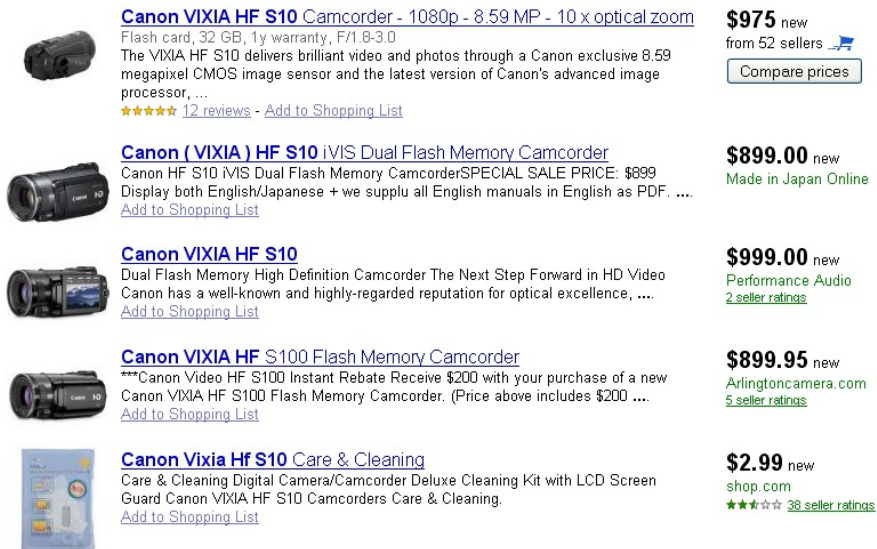 Canon VIXIA HF S10 Camcorder - 1080p - 8.59 MP - 10 x optical zoom
Flash card, 32 GB, 1y warranty, F/1.8-3.0
The VIXIA HF S10 delivers brilliant video and photos through a Canon exclusive 8.59
megapixel CMOS image sensor and the latest version of Canon's advanced image
processor, ...
12 reviews - Add to Shopping List
$975 new
from 52 sellers
Compare prices
Canon ( VIXIA ) HF S10 iVIS Dual Flash Memory Camcorder
Canon HF S10 iVIS Dual Flash Memory CamcorderSPECIAL SALE PRICE: $899
Display both English/Japanese + we supplu all English manuals in English as PDF. ....
Add to Shopping List
$899.00 new
Made in Japan Online
Canon VIXIA HF S10
Dual Flash Memory High Definition Camcorder The Next Step Forward in HD Video
Canon has a well-known and highly-regarded reputation for optical excellence, ....
Add to Shopping List
$999.00 new
Performance Audio
2 seller ratings
Canon VIXIA HF S100 Flash Memory Camcorder
***Canon Video HF S100 Instant Rebate Receive $200 with your purchase of a new
Canon VIXIA HF S100 Flash Memory Camcorder. (Price above includes $200 ....
Add to Shopping List
$899.95 new
Arlingtoncamera.com
5 seller ratings
Canon Vixia Hf S10 Care & Cleaning
Care & Cleaning Digital Camera/Camcorder Deluxe Cleaning Kit with LCD Screen
Guard Canon VIXIA HF S10 Camcorders Care & Cleaning.
Add to Shopping List
$2.99 new
shop.com
38 seller ratings